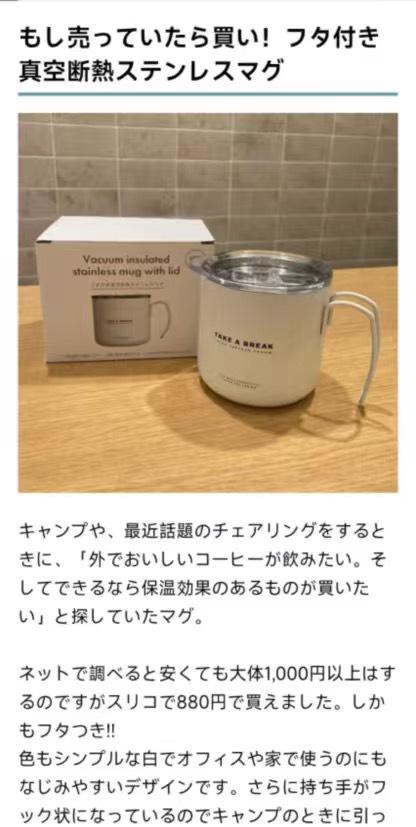 もし売っていたら買い! フタ付き
真空断熱ステンレスマグ
Vacuum insulated
stainless mug with lid
TAKE A BREAK
TAKE A BREAK
キャンプや、最近話題のチェアリングをすると
きに、「外でおいしいコーヒーが飲みたい。そ
してできるなら保温効果のあるものが買いた
い」と探していたマグ。
ネットで調べると安くても大体1,000円以上はす
るのですがスリコで880円で買えました。しか
もフタつき!!
色もシンプルな白でオフィスや家で使うのにも
なじみやすいデザインです。さらに持ち手がフ
ック状になっているのでキャンプのときに引っ